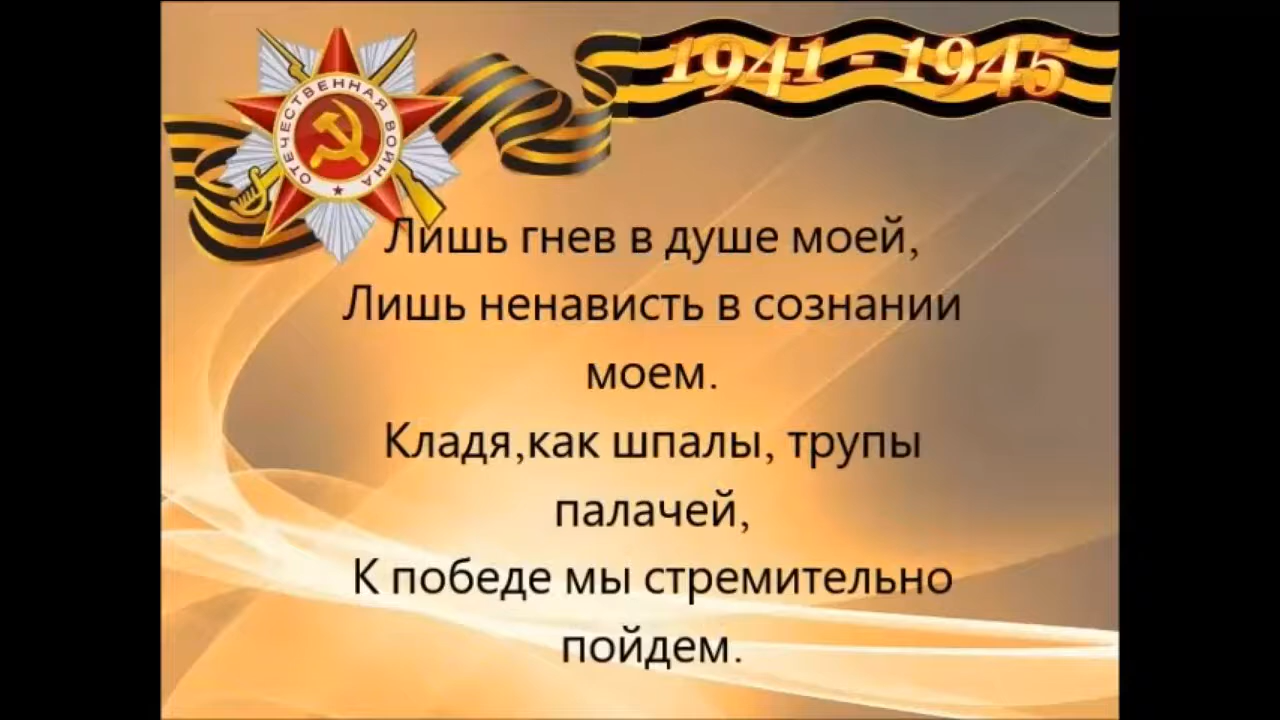 1941 - 1945
ОТЕЧЕСТВЕННАЯ ВОЙНА
Лишь гнев в душе моей,
Лишь ненависть в сознании
моем.
Кладя,как шпалы, трупы
палачей,
К победе мы стремительно
пойдем.